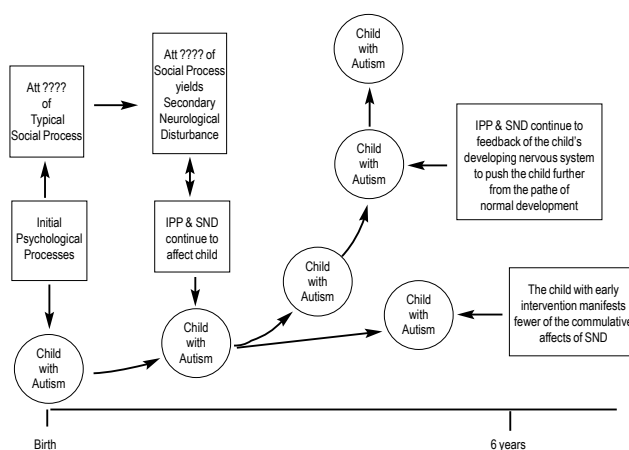 Child
with
Autism
Att ????
of
Typical
Social Process
Att ???? of
Social Process
yields
Secondary
Neurological
Disturbance
Child
with
Autism
IPP & SND continue to
feedback of the child's
developing nervous system
to push the child further
from the pathe of
normal development
Initial
Psychological
Processes
IPP & SND
continue to
affect child
Child
with
Autism
Child
with
Autism
The child with early
intervention manifests
fewer of the commulative
affects of SND
Child
with
Autism
Child
with
Autism
Birth
6 years